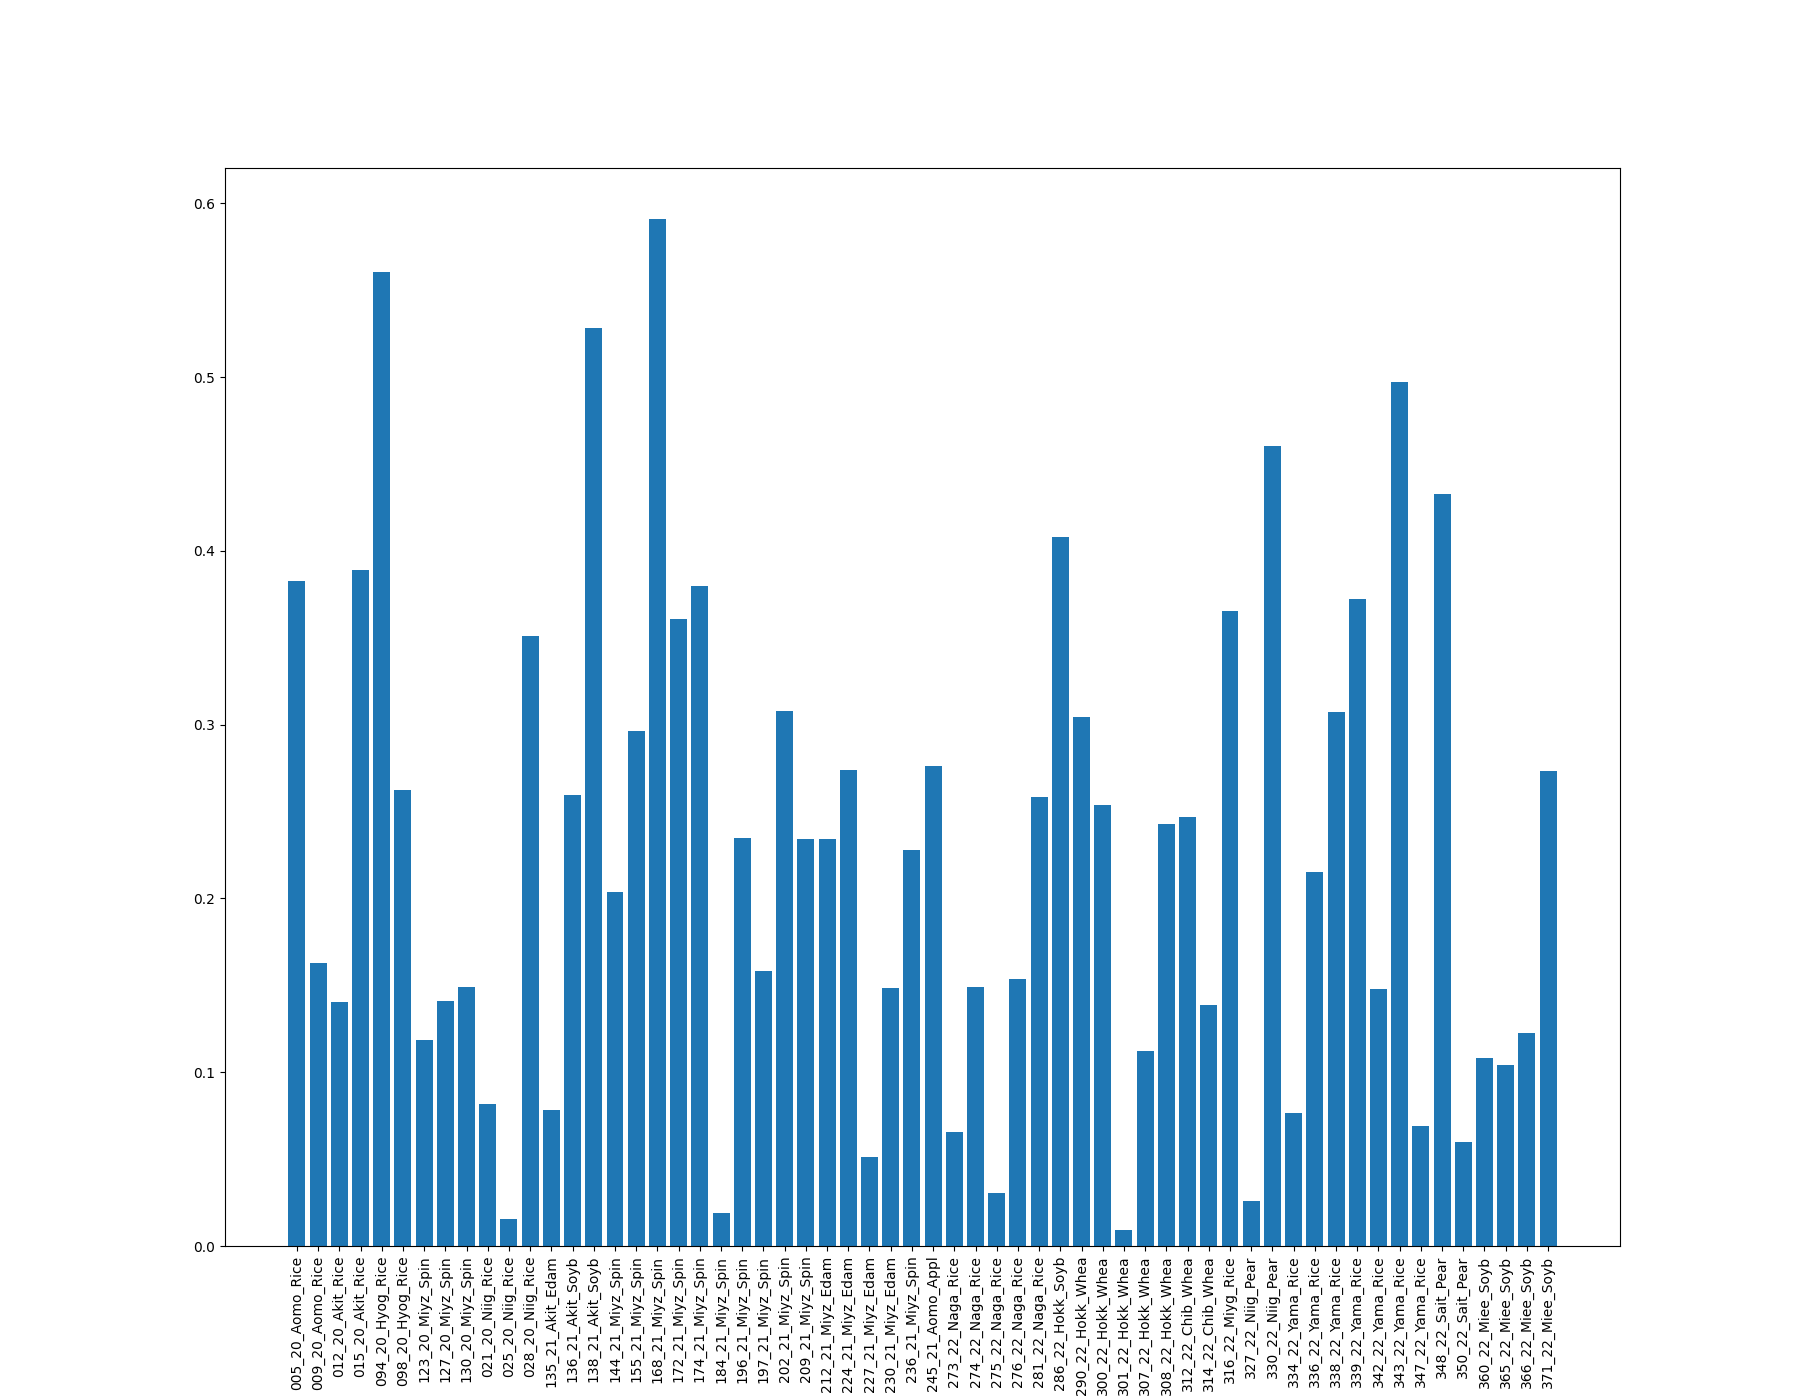 0.6
0.5
0.4
0.3
0.2
0.1
0.0
005_20_Aomo_Rice
009_20_Aomo_Rice
012_20_Akit_Rice
015_20_Akit_Rice
094_20_Hyog_Rice
098_20_Hyog_Rice
123_20_Miyz_Spin
127_20_Miyz_Spin
130_20_Miyz_Spin
021_20_Niig_Rice
025_20_Niig_Rice
028_20_Niig_Rice
135_21_Akit_Edam
136_21_Akit_Soyb
138_21_Akit_Soyb
144_21_Miyz_Spin
155_21_Miyz_Spin
168_21_Miyz_Spin
172_21_Miyz_Spin
174_21_Miyz_Spin
184_21_Miyz_Spin
196_21_Miyz_Spin
197_21_Miyz_Spin
202_21_Miyz_Spin
209_21_Miyz_Spin
212_21_Miyz_Edam
224_21_Miyz_Edam
227_21_Miyz_Edam
230_21_Miyz_Edam
236_21_Miyz_Spin
245_21_Aomo_Appl
273_22_Naga_Rice
274_22_Naga_Rice
275_22_Naga_Rice
276_22_Naga_Rice
281_22_Naga_Rice
286_22_Hokk_Soyb
290_22_Hokk_Whea
300_22_Hokk_Whea
301_22_Hokk_Whea
307_22_Hokk_Whea
308_22_Hokk_Whea
312_22_Chib_Whea
314_22_Chib_Whea
316_22_Miyg_Rice
327_22_Niig_Pear
330_22_Niig_Pear
334_22_Yama_Rice
336_22_Yama_Rice
338_22_Yama_Rice
339_22_Yama_Rice
342_22_Yama_Rice
343_22_Yama_Rice
347_22_Yama_Rice
348_22_Sait_Pear
350_22_Sait_Pear
360_22_Miee_Soyb
365_22_Miee_Soyb
366_22_Miee_Soyb
371_22_Miee_Soyb